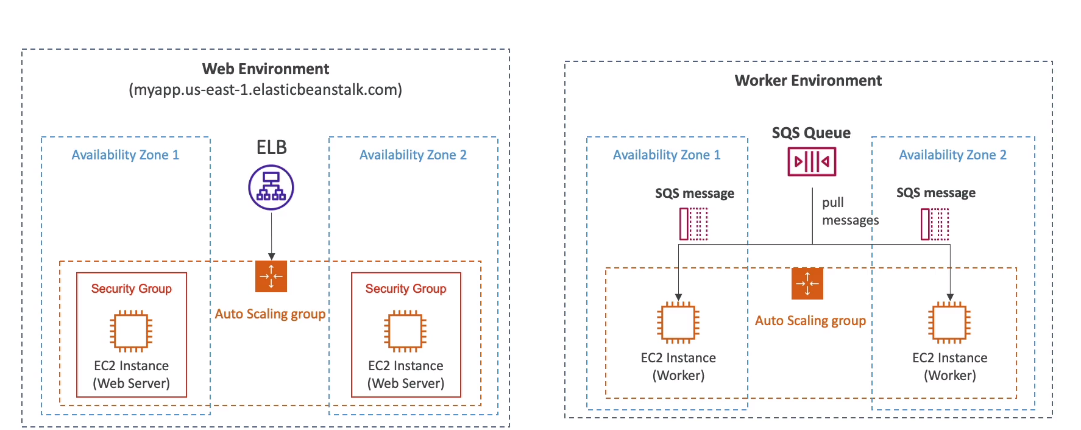 Web Environment
(myapp.us-east-1.elasticbeanstalk.com)
Availability Zone 1
ELB
Availability Zone 2
Security Group
EC2 Instance
(Web Server)
Auto Scaling group
Security Group
EC2 Instance
(Web Server)
Worker Environment
SQS Queue
Availability Zone 1
Availability Zone 2
SQS message
pull
messages
SQS message
Auto Scaling group
EC2 Instance
(Worker)
EC2 Instance
(Worker)